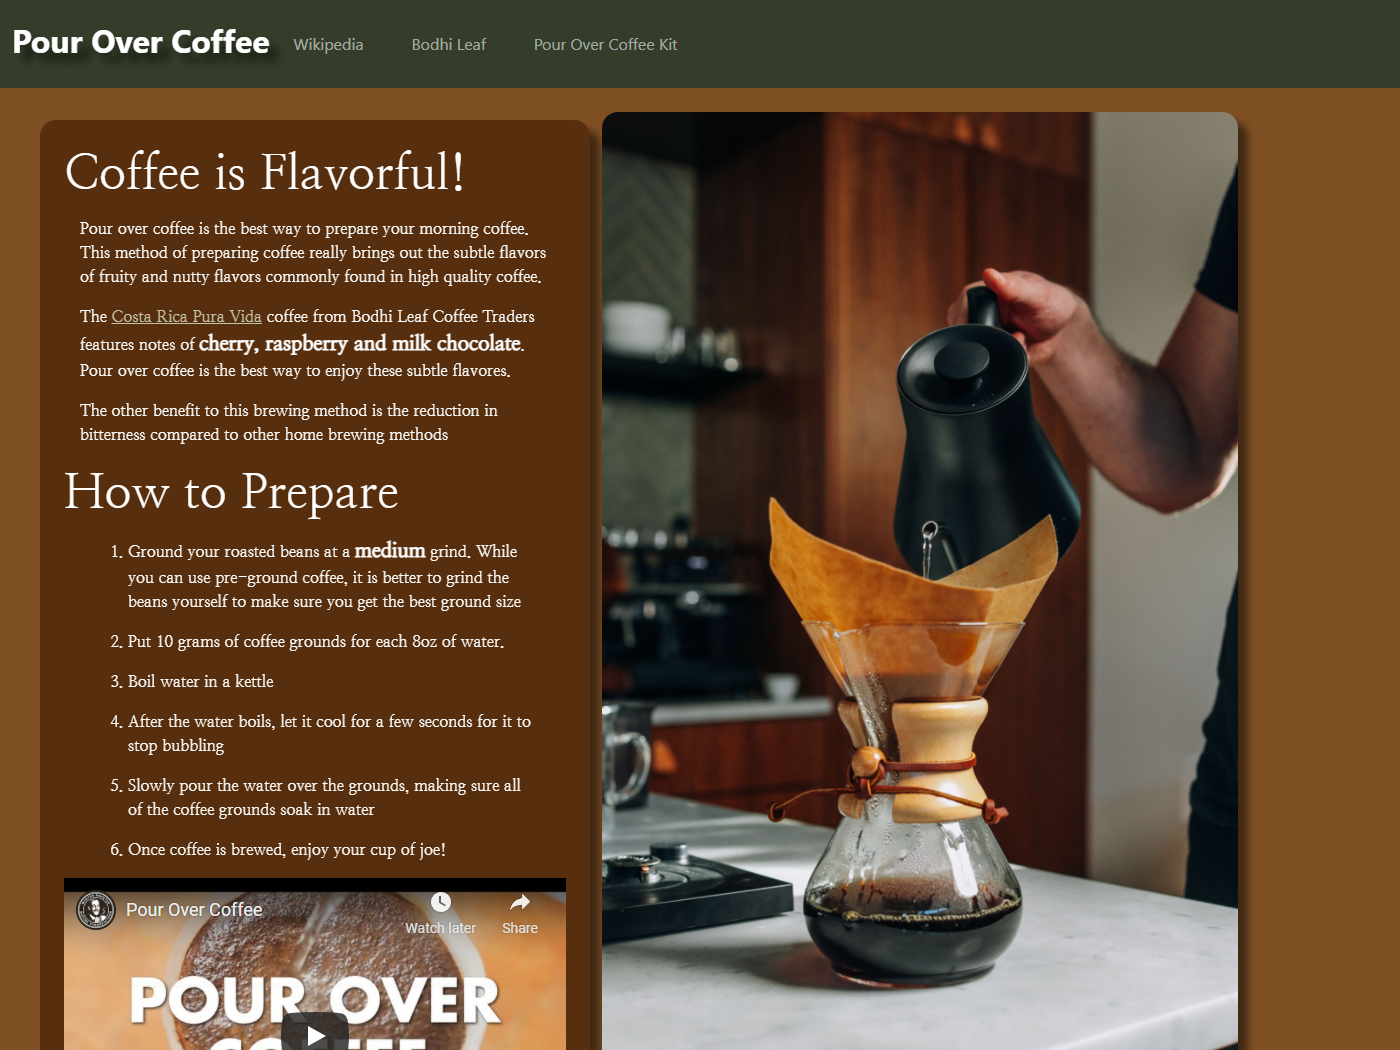 Pour Over Coffee Wikipedia Bodhi Leaf Pour Over Coffee Kit
Coffee is Flavorful!
Pour over coffee is the best way to prepare your morning coffee.
This method of preparing coffee really brings out the subtle flavors
of fruity and nutty flavors commonly found in high quality coffee.
The Costa Rica Pura Vida coffee from Bodhi Leaf Coffee Traders
features notes of cherry, raspberry and milk chocolate.
Pour over coffee is the best way to enjoy these subtle flavores.
The other benefit to this brewing method is the reduction in
bitterness compared to other home brewing methods
How to Prepare
1. Ground your roasted beans at a medium grind. While
you can use pre-ground coffee, it is better to grind the
beans yourself to make sure you get the best ground size
2. Put 10 grams of coffee grounds for each 8oz of water.
3. Boil water in a kettle
4. After the water boils, let it cool for a few seconds for it to
stop bubbling
5. Slowly pour the water over the grounds, making sure all
of the coffee grounds soak in water
6. Once coffee is brewed, enjoy your cup of joe!
Pour Over Coffee
Watch later Share
POUR OVER
COFFEE